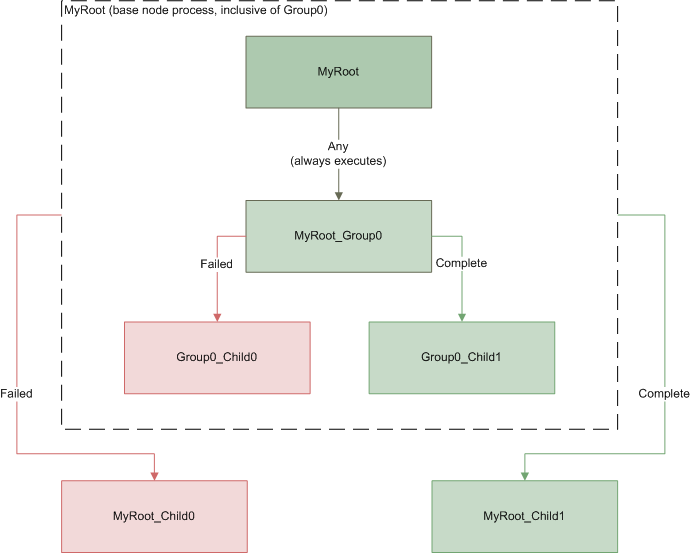 MyRoot (base node process, inclusive of Group0)
MyRoot
Any
(always executes)
MyRoot_Group0
Failed
Complete
Group0_Child0
Group0_Child1
Failed
Complete
MyRoot_Child0
MyRoot_Child1